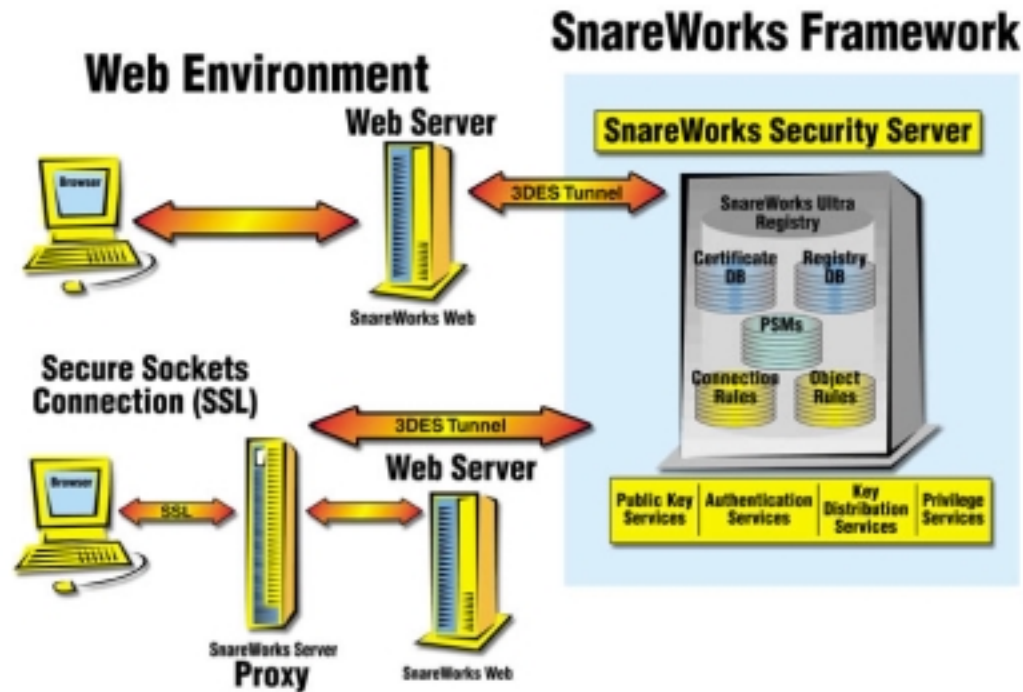 SnareWorks Framework
Web Environment
Web Server
SnareWorks Security Server
Browser
3DES Tunnel
SnareWorks Ultra
Registry
Certificate
DB
Registry
DB
SnareWorks Web
PSMs
Secure Sockets
Connection (SSL)
Connection
Rules
Object
Rules
3DES Tunnel
Web Server
Browser
SSL
Public Key
Services
Authentication
Services
Key
Distribution
Services
Privilege
Services
SnareWorks Server
Proxy
SnareWorks Web